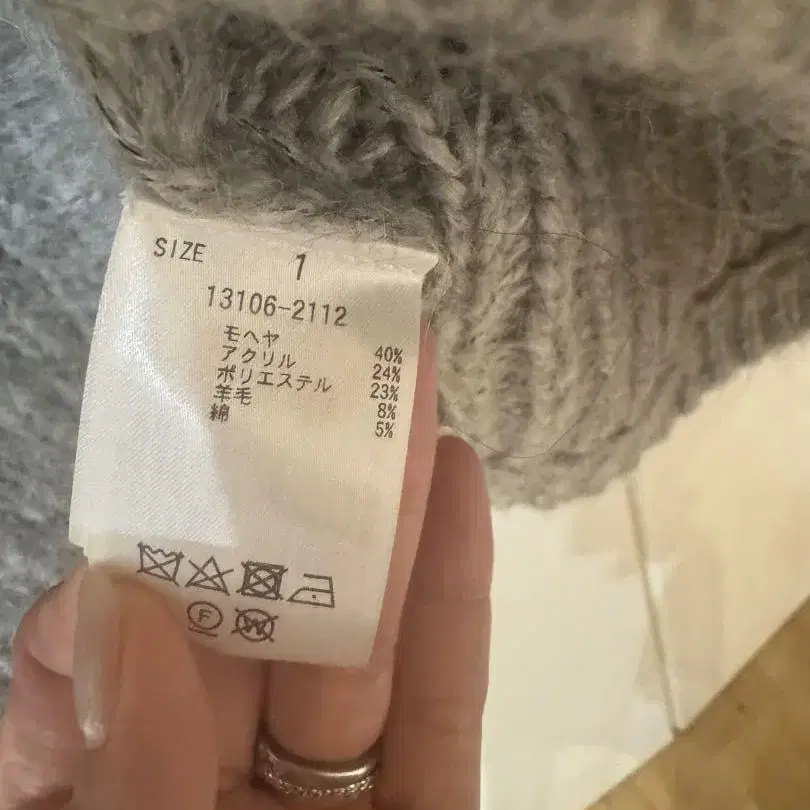 SIZE 1
13106-2112
モヘヤ 40%
アクリル 24%
ポリエステル 23%
羊毛 8%
綿 5%
F
W